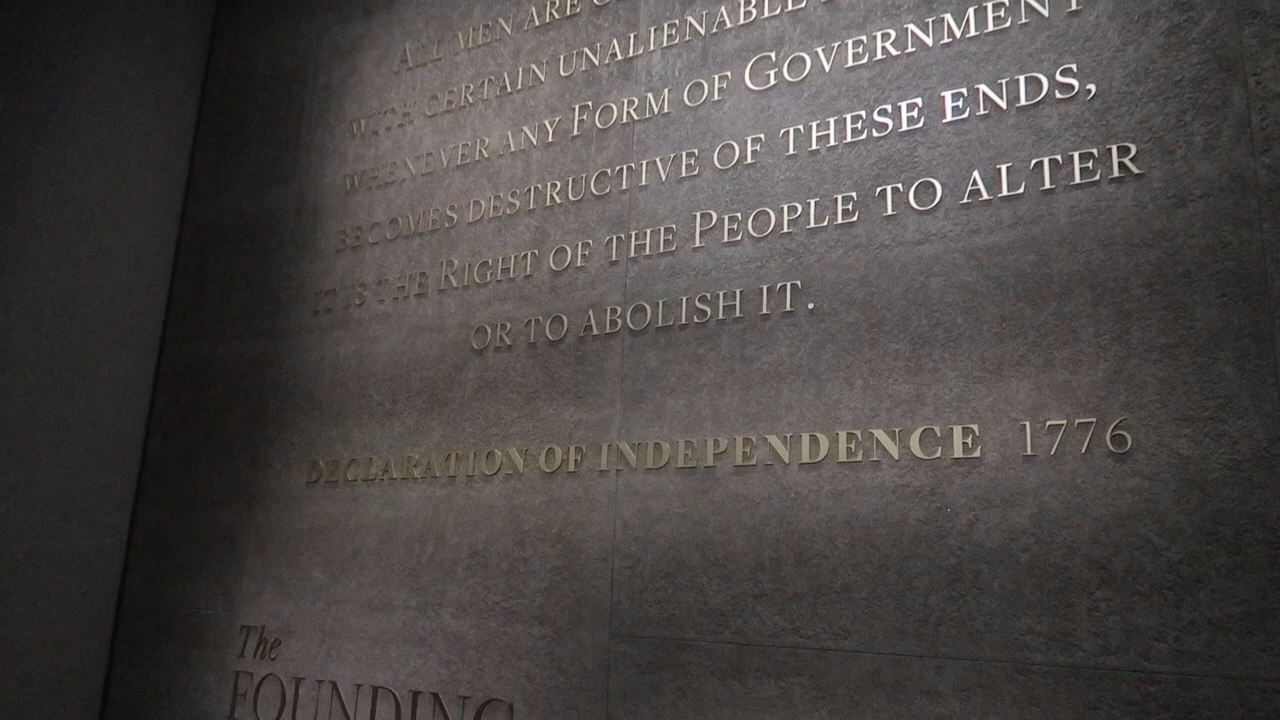 ALL MEN ARE
WITH CERTAIN UNALIENABLE
WHENEVER ANY FORM OF GOVERNMENT
BECOMES DESTRUCTIVE OF THESE ENDS,
IT IS THE RIGHT OF THE PEOPLE TO ALTER
OR TO ABOLISH IT.
DECLARATION OF INDEPENDENCE 1776
The
FOUNDING